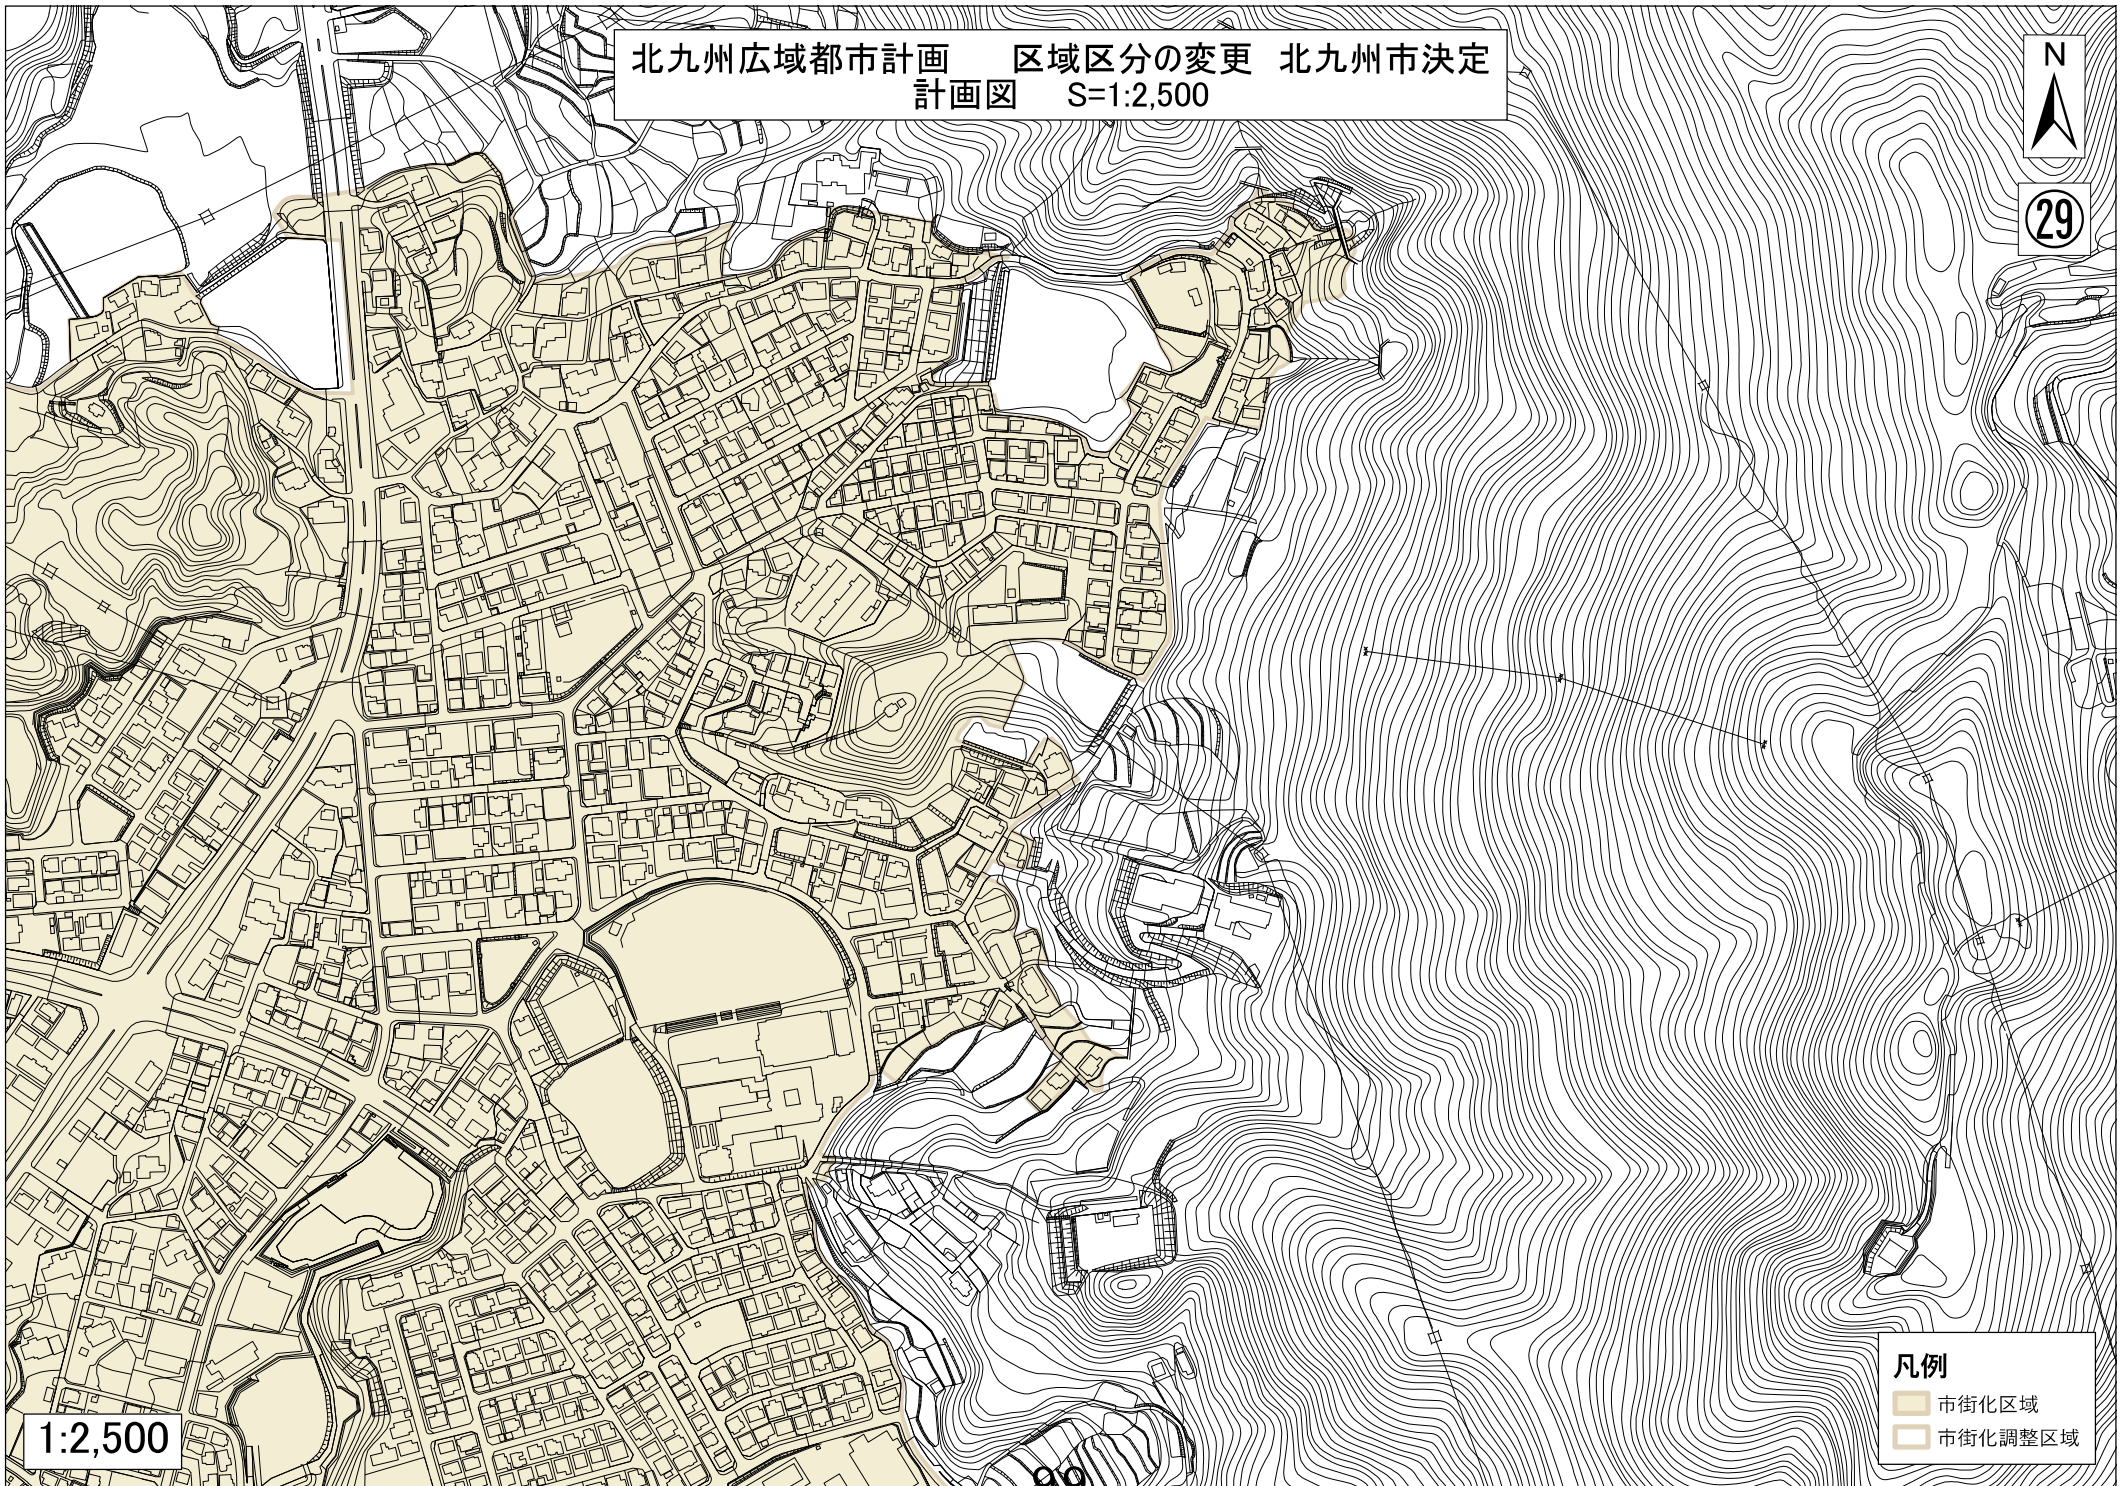 北九州広域都市計画　　区域区分の変更　北九州市決定
計画図　　S=1:2,500
N
㉙
凡例
市街化区域
市街化調整区域
1:2,500